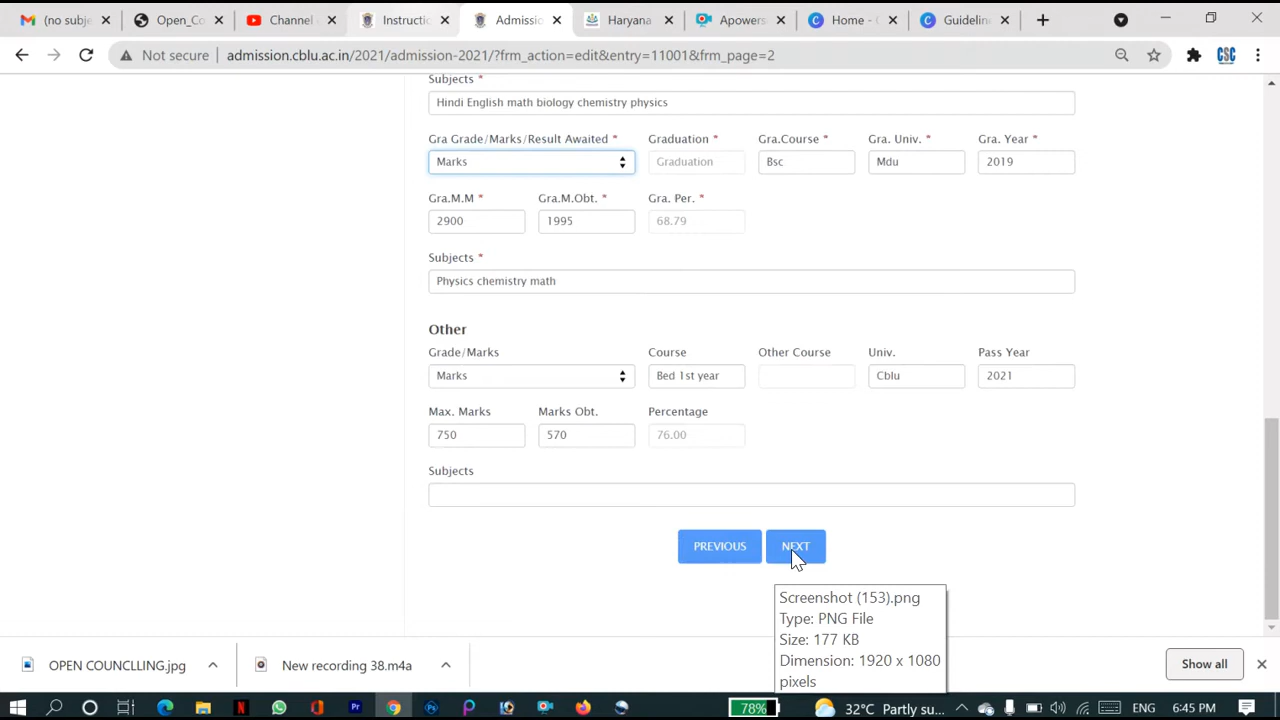 (no subje
Open_Co
Channel
Instructic
Admissio
Haryana
Apowers
Home - C
Guideline
Not secure
admission.cblu.ac.in/2021/admission-2021/?frm_action=edit&entry=11001&frm_page=2
CSC
Subjects *
Hindi English math biology chemistry physics
Gra Grade/Marks/Result Awaited * Graduation * Gra.Course * Gra. Univ. * Gra. Year *
Marks Graduation Bsc Mdu 2019
Gra.M.M * Gra.M.Obt. * Gra. Per. *
2900 1995 68.79
Subjects *
Physics chemistry math
Other
Grade/Marks Course Other Course Univ. Pass Year
Marks Bed 1st year Cblu 2021
Max. Marks Marks Obt. Percentage
750 570 76.00
Subjects
PREVIOUS NEXT
Screenshot (153).png
Type: PNG File
Size: 177 KB
Dimension: 1920 x 1080
pixels
OPEN COUNCLLING.jpg
New recording 38.m4a
Show all
78%
32°C Partly su...
ENG
6:45 PM